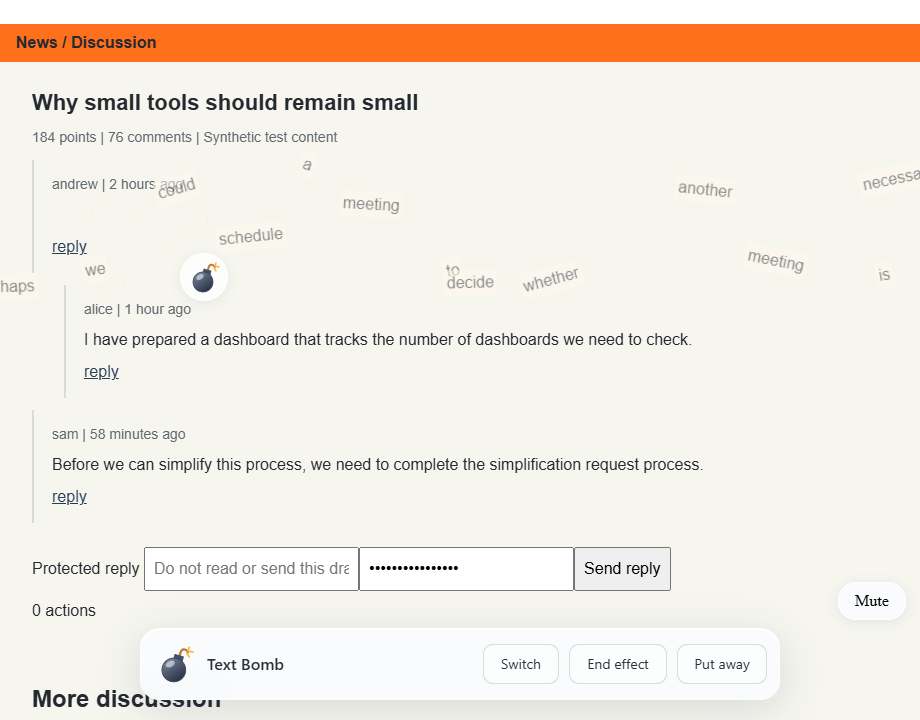 News / Discussion
Why small tools should remain small
184 points | 76 comments | Synthetic test content
a
andrew | 2 hours ago
could
another
necessa
meeting
schedule
we
to
meeting
whether
is
haps
decide
reply
alice | 1 hour ago
I have prepared a dashboard that tracks the number of dashboards we need to check.
reply
sam | 58 minutes ago
Before we can simplify this process, we need to complete the simplification request process.
reply
Protected reply Do not read or send this dra •••••••••••••••• Send reply
0 actions
Mute
Text Bomb Switch End effect Put away
More discussion